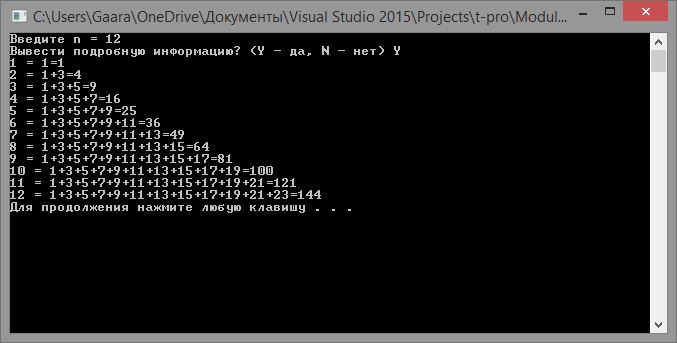 C:\Users\Gaara\OneDrive\Документы\Visual Studio 2015\Projects\t-pro\Modul...
Введите n = 12
Вывести подробную информацию? (Y - да, N - нет) Y
1 = 1=1
2 = 1+3=4
3 = 1+3+5=9
4 = 1+3+5+7=16
5 = 1+3+5+7+9=25
6 = 1+3+5+7+9+11=36
7 = 1+3+5+7+9+11+13=49
8 = 1+3+5+7+9+11+13+15=64
9 = 1+3+5+7+9+11+13+15+17=81
10 = 1+3+5+7+9+11+13+15+17+19=100
11 = 1+3+5+7+9+11+13+15+17+19+21=121
12 = 1+3+5+7+9+11+13+15+17+19+21+23=144
Для продолжения нажмите любую клавишу . . .